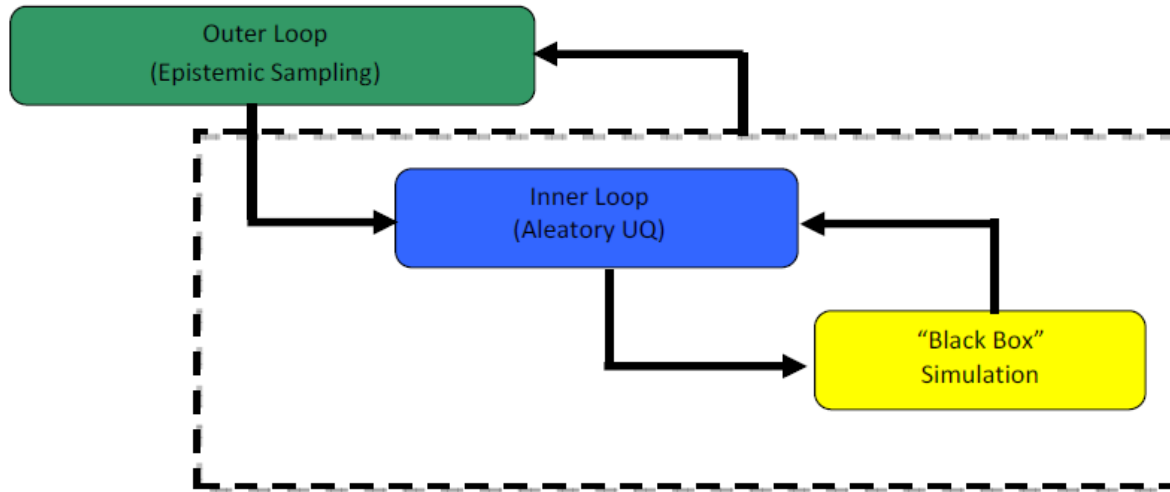 Outer Loop
(Epistemic Sampling)
Inner Loop
(Aleatory UQ)
“Black Box”
Simulation